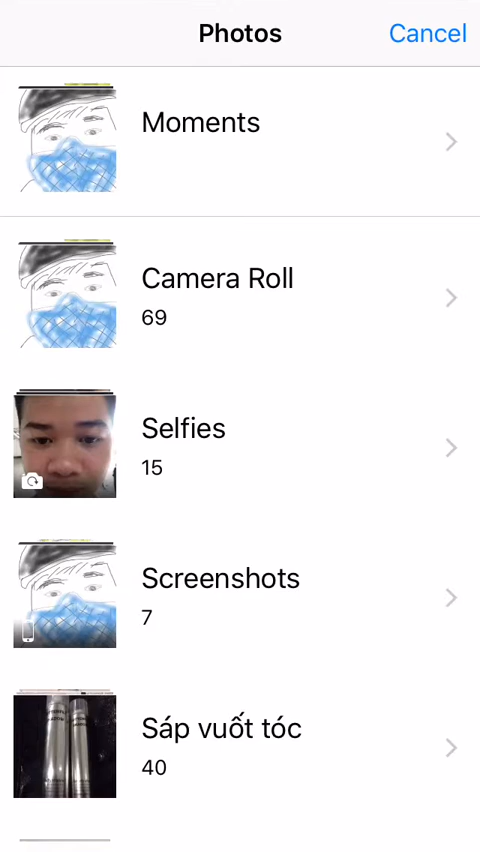 Photos
Cancel
Moments
Camera Roll
69
Selfies
15
Screenshots
7
Sáp vuốt tóc
40